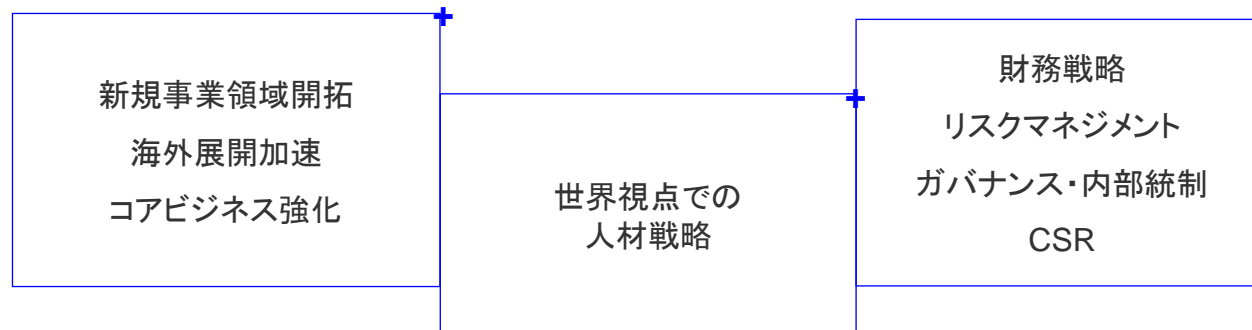 新規事業領域開拓
海外展開加速
コアビジネス強化
世界視点での
人材戦略
財務戦略
リスクマネジメント
ガバナンス・内部統制
CSR